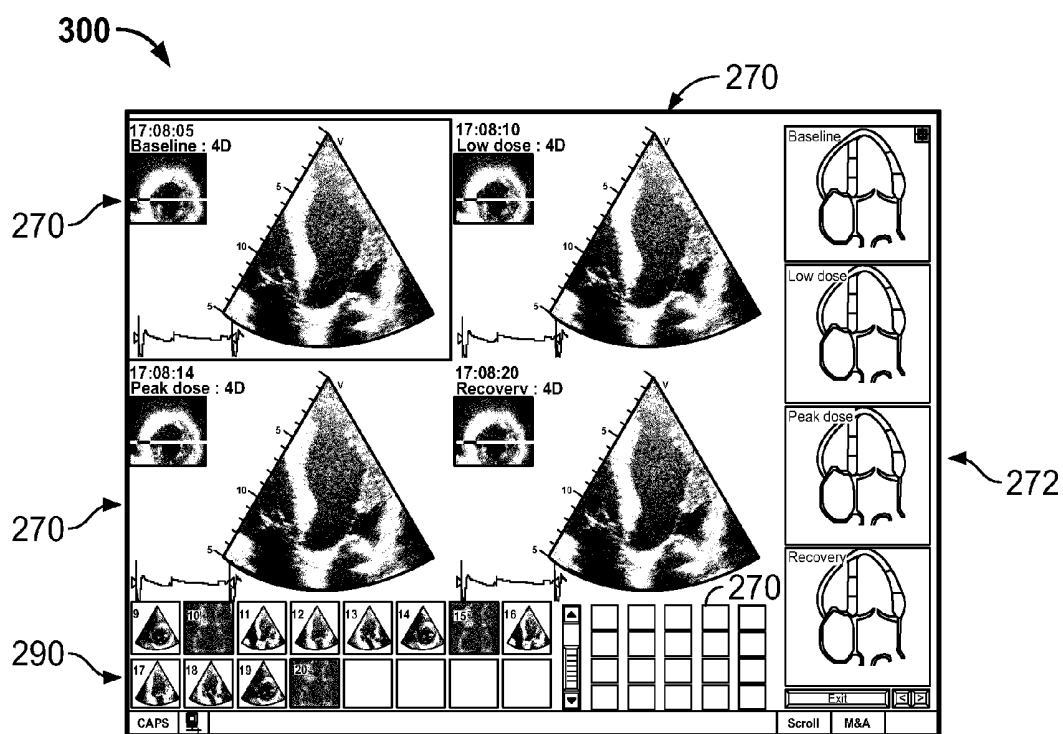 300
270
17:08:05
Baseline : 4D
V
5
10
5
17:08:10
Low dose : 4D
V
5
10
5
Baseline
270
Low dose
17:08:14
Peak dose : 4D
V
5
10
5
17:08:20
Recovery : 4D
V
5
10
5
Peak dose
272
270
Recovery
270
9 10 11 12 13 14 15 16
290
17 18 19 20
Exit < >
CAPS
Scroll M&A